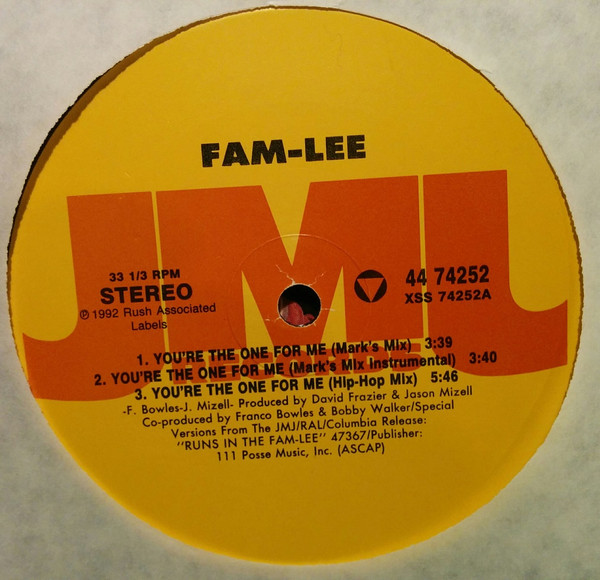 FAM-LEE
JMJ
33 1/3 RPM
STEREO
℗ 1992 Rush Associated
Labels
44 74252
XSS 74252A
1. YOU'RE THE ONE FOR ME (Mark's Mix) 3:39
2. YOU'RE THE ONE FOR ME (Mark's Mix Instrumental) 3:40
3. YOU'RE THE ONE FOR ME (Hip-Hop Mix) 5:46
-F. Bowles-J. Mizell- Produced by David Frazier & Jason Mizell
Co-produced by Franco Bowles & Bobby Walker/Special
Versions From The JMJ/RAL/Columbia Release:
"RUNS IN THE FAM-LEE" 47367/Publisher:
111 Posse Music, Inc. (ASCAP)